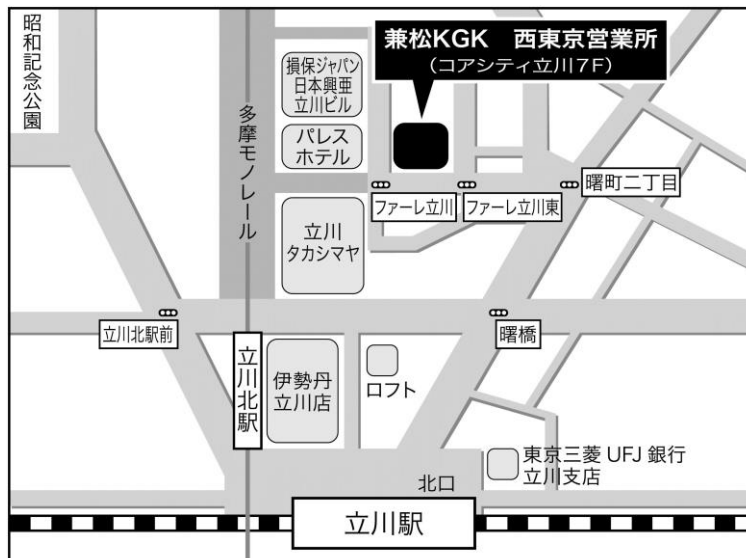 昭和記念公園
多摩モノレール
損保ジャパン
日本興亜
立川ビル
パレス
ホテル
兼松KGK 西東京営業所
(コアシティ立川7F)
ファーレ立川
ファーレ立川東
曙町二丁目
立川
タカシマヤ
立川北駅前
立川北駅
伊勢丹
立川店
ロフト
曙橋
東京三菱 UFJ 銀行
立川支店
北口
立川駅